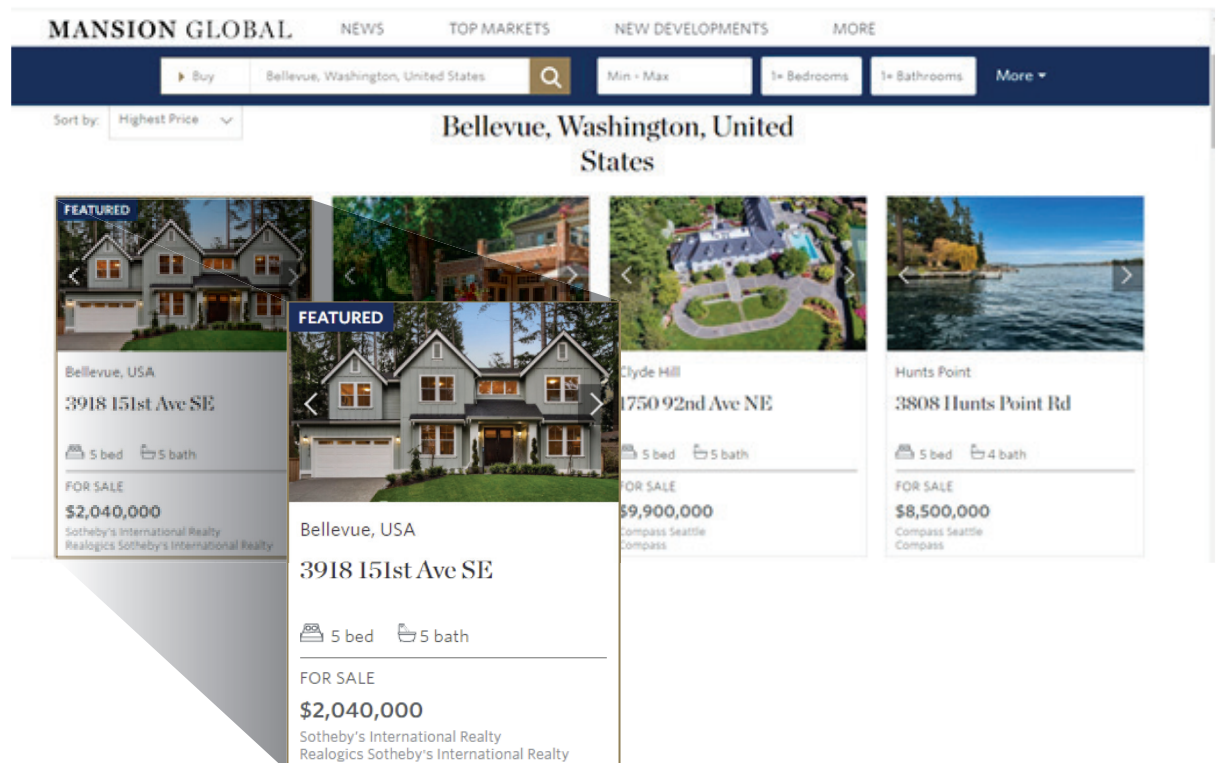 MANSION GLOBAL NEWS TOP MARKETS NEW DEVELOPMENTS MORE
Buy Bellevue, Washington, United States Min - Max 1+ Bedrooms 1+ Bathrooms More
Sort by: Highest Price
Bellevue, Washington, United
States
FEATURED
Bellevue, USA
3918 151st Ave SE
5 bed 5 bath
FOR SALE
$2,040,000
Sotheby's International Realty
Realogics Sotheby's International Realty
FEATURED
Bellevue, USA
3918 151st Ave SE
5 bed 5 bath
FOR SALE
$2,040,000
Sotheby's International Realty
Realogics Sotheby's International Realty
Clyde Hill
1750 92nd Ave NE
5 bed 5 bath
FOR SALE
$9,900,000
Compass Seattle
Compass
Hunts Point
3808 Hunts Point Rd
5 bed 4 bath
FOR SALE
$8,500,000
Compass Seattle
Compass